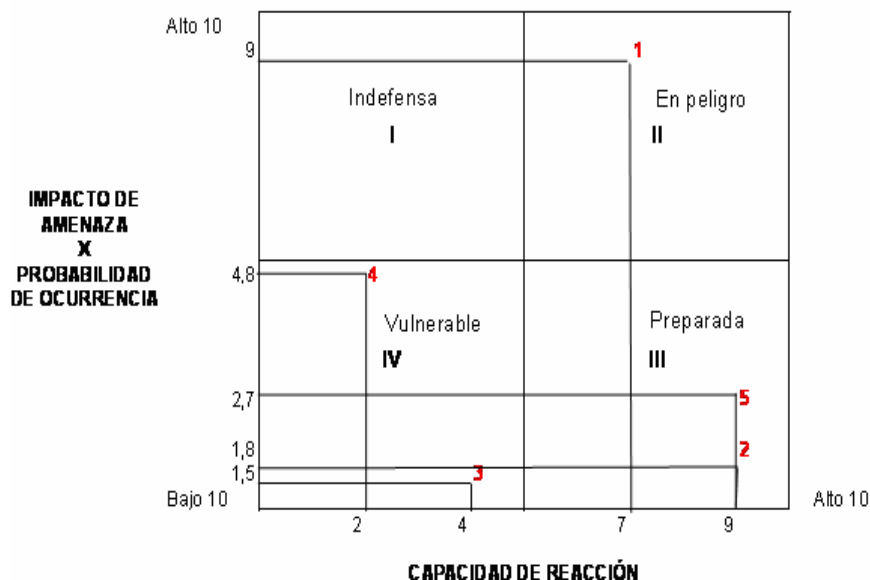 Alto 10
9
1
Indefensa
I
En peligro
II
IMPACTO DE
AMENAZA
X
PROBABILIDAD
DE OCURRENCIA
4,8
4
Vulnerable
IV
Preparada
III
2,7
5
1,8
2
1,5
3
Bajo 10
Alto 10
2
4
7
9
CAPACIDAD DE REACCIÓN